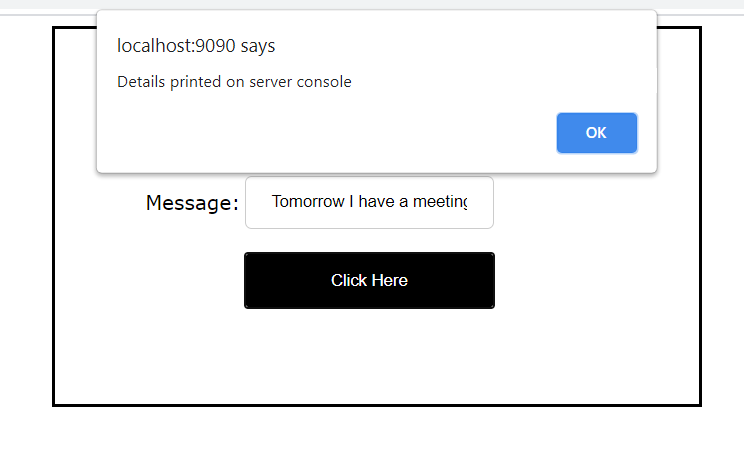 localhost:9090 says
Details printed on server console
OK
Message:
Tomorrow I have a meeting
Click Here